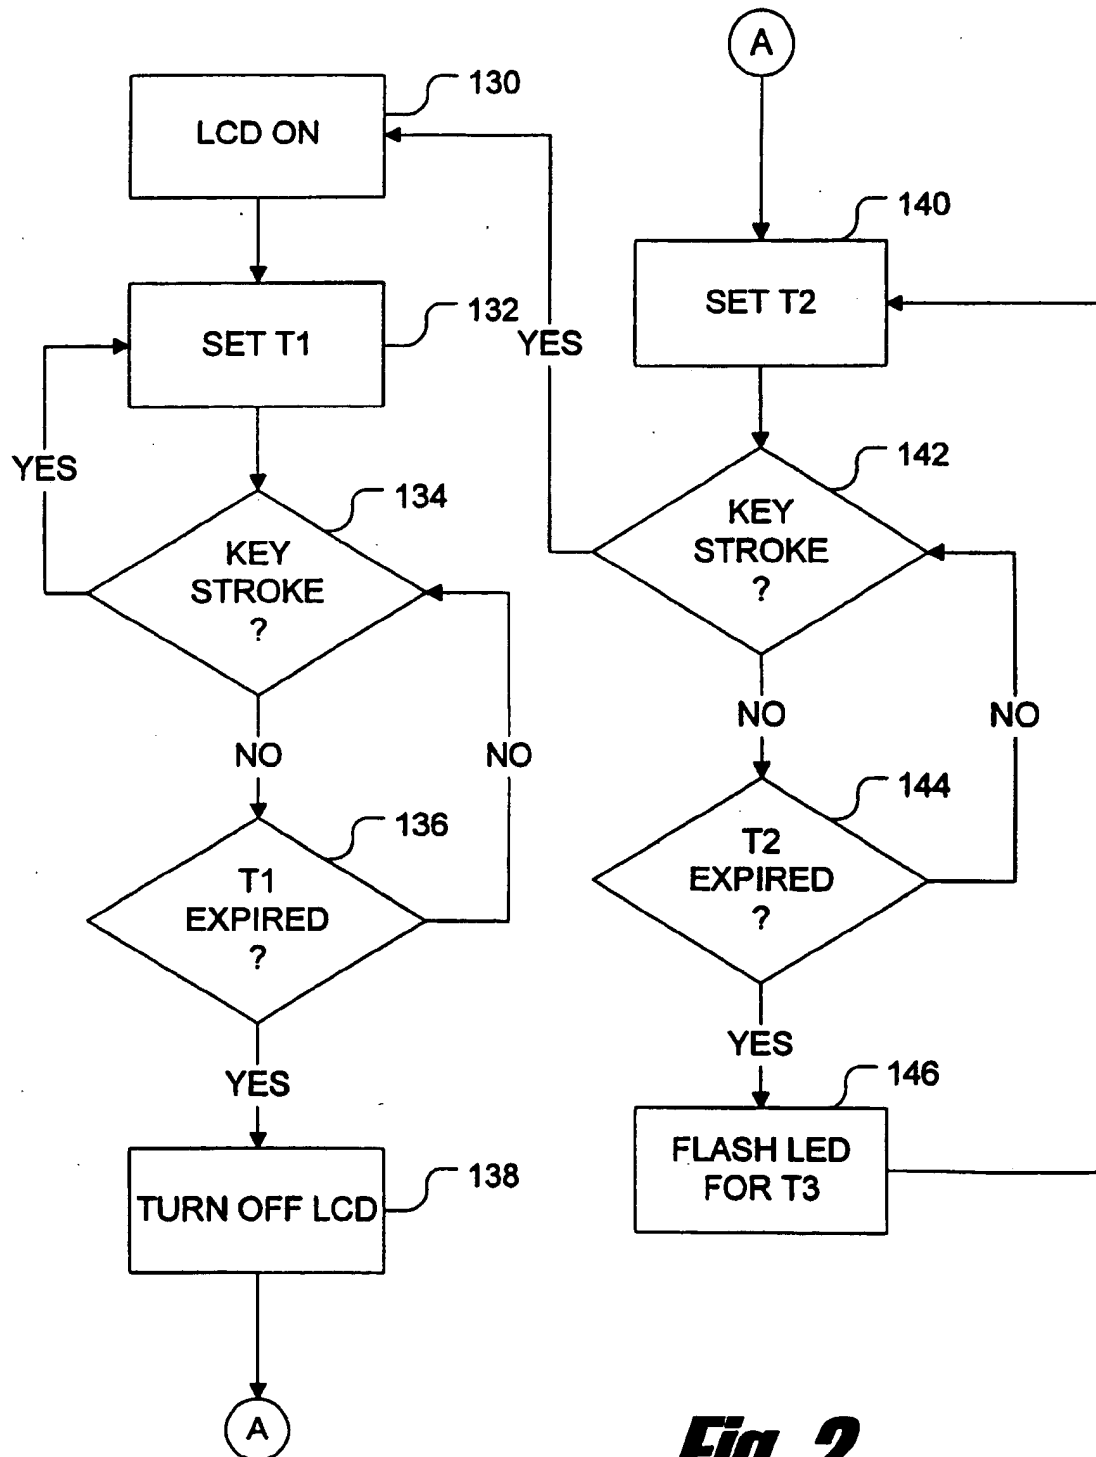 130
LCD ON
132
SET T1
YES
134
KEY
STROKE
?
NO
NO
136
T1
EXPIRED
?
YES
138
TURN OFF LCD
A
A
140
SET T2
YES
142
KEY
STROKE
?
NO
NO
144
T2
EXPIRED
?
YES
146
FLASH LED
FOR T3
Fig. 2